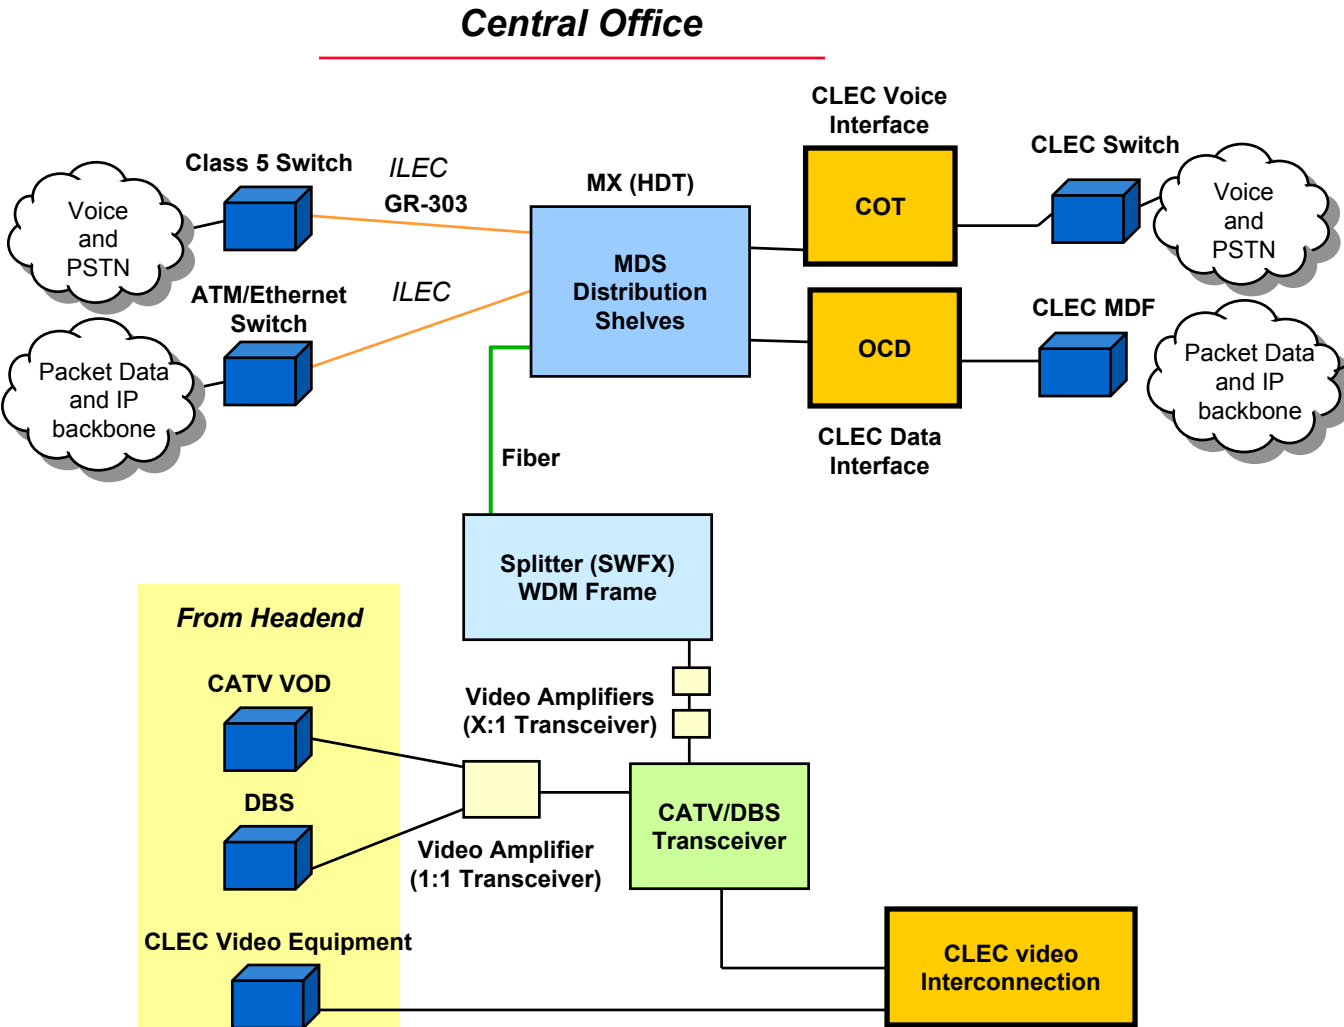 Central Office
CLEC Voice
Interface
Class 5 Switch
ILEC
GR-303
MX (HDT)
CLEC Switch
Voice
and
PSTN
COT
Voice
and
PSTN
MDS
Distribution
Shelves
ATM/Ethernet
Switch
ILEC
CLEC MDF
OCD
Packet Data
and IP
backbone
Packet Data
and IP
backbone
CLEC Data
Interface
Fiber
Splitter (SWFX)
WDM Frame
From Headend
CATV VOD
Video Amplifiers
(X:1 Transceiver)
DBS
CATV/DBS
Transceiver
Video Amplifier
(1:1 Transceiver)
CLEC Video Equipment
CLEC video
Interconnection